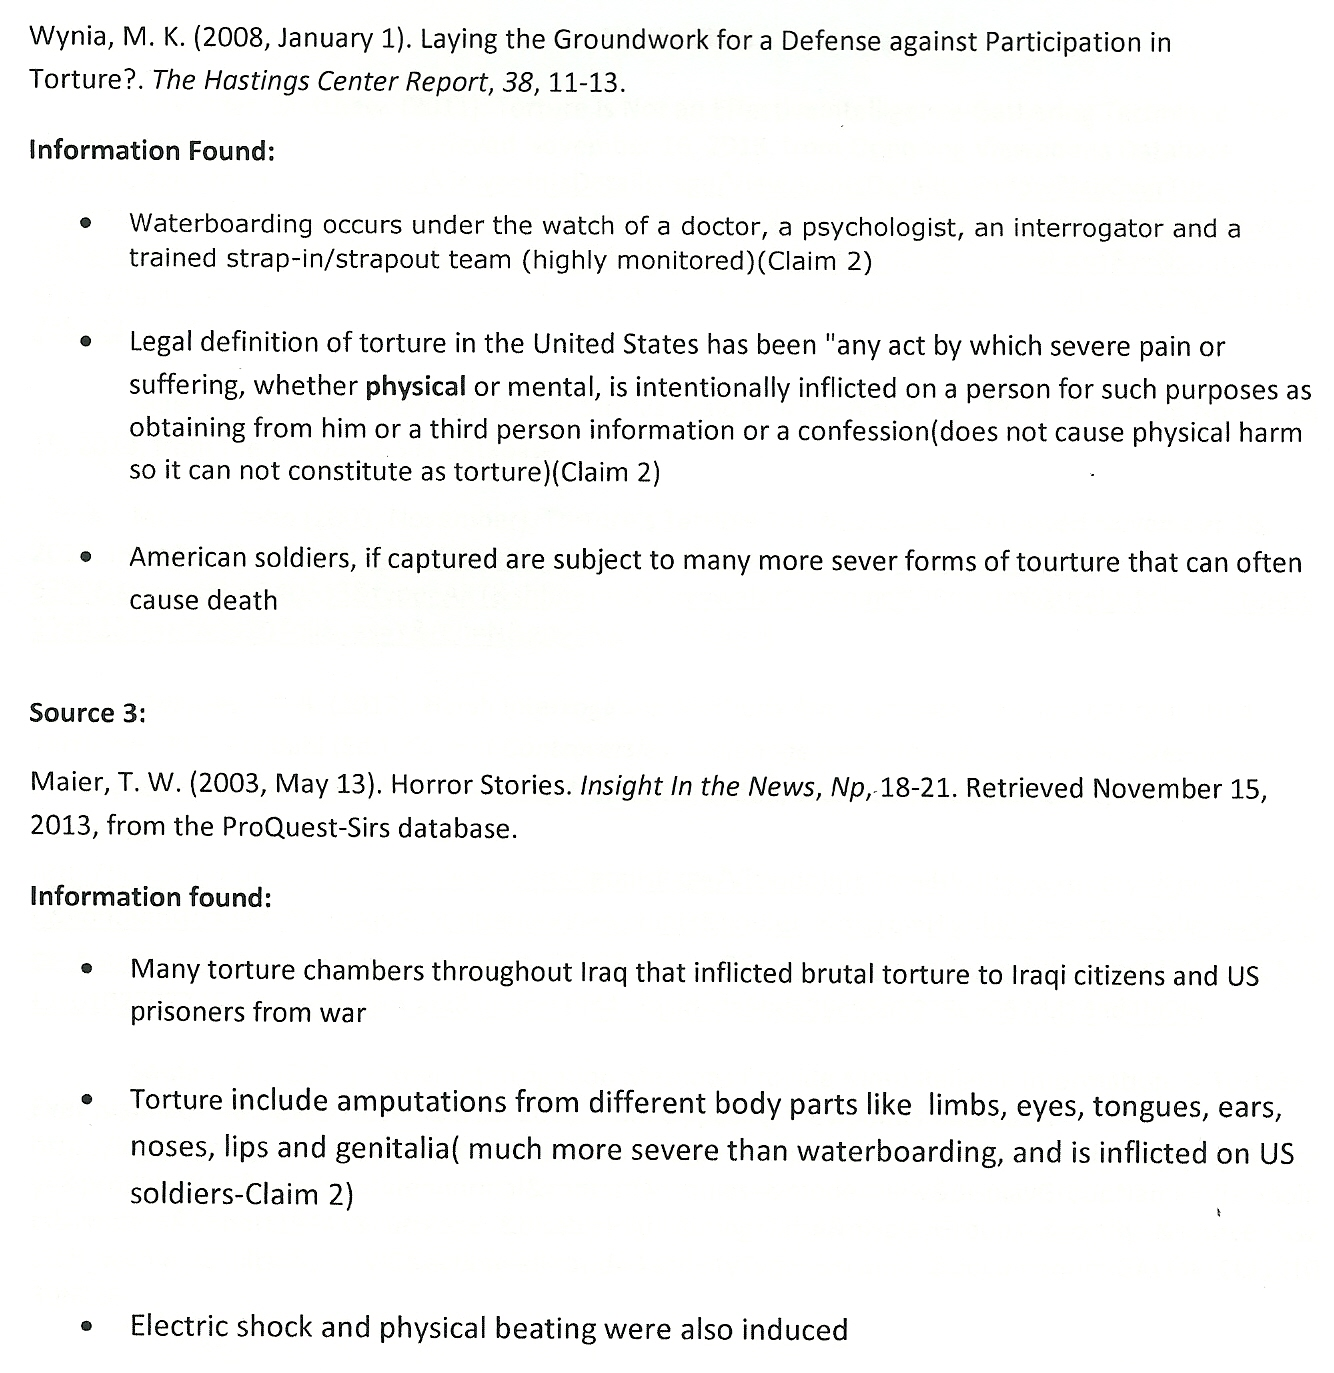 Wynia, M. K. (2008, January 1). Laying the Groundwork for a Defense against Participation in
Torture?. The Hastings Center Report, 38, 11-13.
Information Found:
• Waterboarding occurs under the watch of a doctor, a psychologist, an interrogator and a
trained strap-in/strapout team (highly monitored)(Claim 2)
• Legal definition of torture in the United States has been "any act by which severe pain or
suffering, whether physical or mental, is intentionally inflicted on a person for such purposes as
obtaining from him or a third person information or a confession(does not cause physical harm
so it can not constitute as torture)(Claim 2)
• American soldiers, if captured are subject to many more sever forms of tourture that can often
cause death
Source 3:
Maier, T. W. (2003, May 13). Horror Stories. Insight In the News, Np, 18-21. Retrieved November 15,
2013, from the ProQuest-Sirs database.
Information found:
• Many torture chambers throughout Iraq that inflicted brutal torture to Iraqi citizens and US
prisoners from war
• Torture include amputations from different body parts like  limbs, eyes, tongues, ears,
noses, lips and genitalia( much more severe than waterboarding, and is inflicted on US
soldiers-Claim 2)
• Electric shock and physical beating were also induced